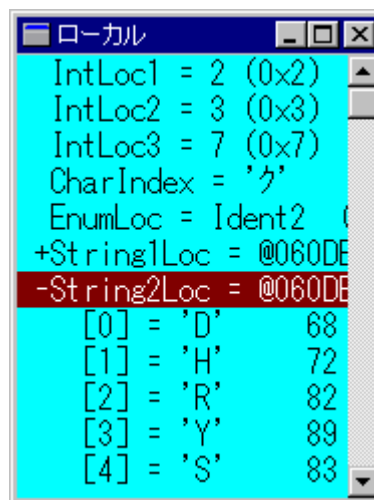 ローカル
IntLoc1 = 2 (0x2)
IntLoc2 = 3 (0x3)
IntLoc3 = 7 (0x7)
CharIndex = 'ｸ'
EnumLoc = Ident2 (
+String1Loc = @060DE
-String2Loc = @060DE
[0] = 'D' 68
[1] = 'H' 72
[2] = 'R' 82
[3] = 'Y' 89
[4] = 'S' 83